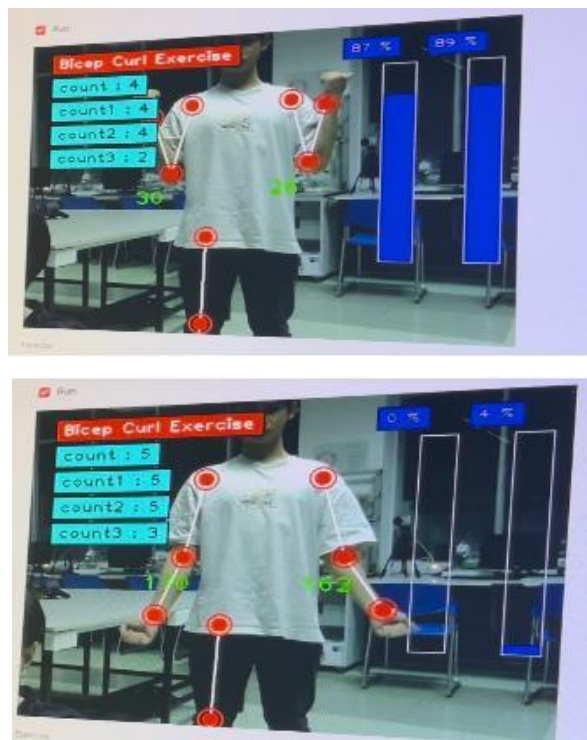 Run
87 %
89 %
Bicep Curl Exercise
count : 4
count1 : 4
count2 : 4
count3 : 2
30
Run
0 %
4 %
Bicep Curl Exercise
count : 5
count1 : 5
count2 : 5
count3 : 3